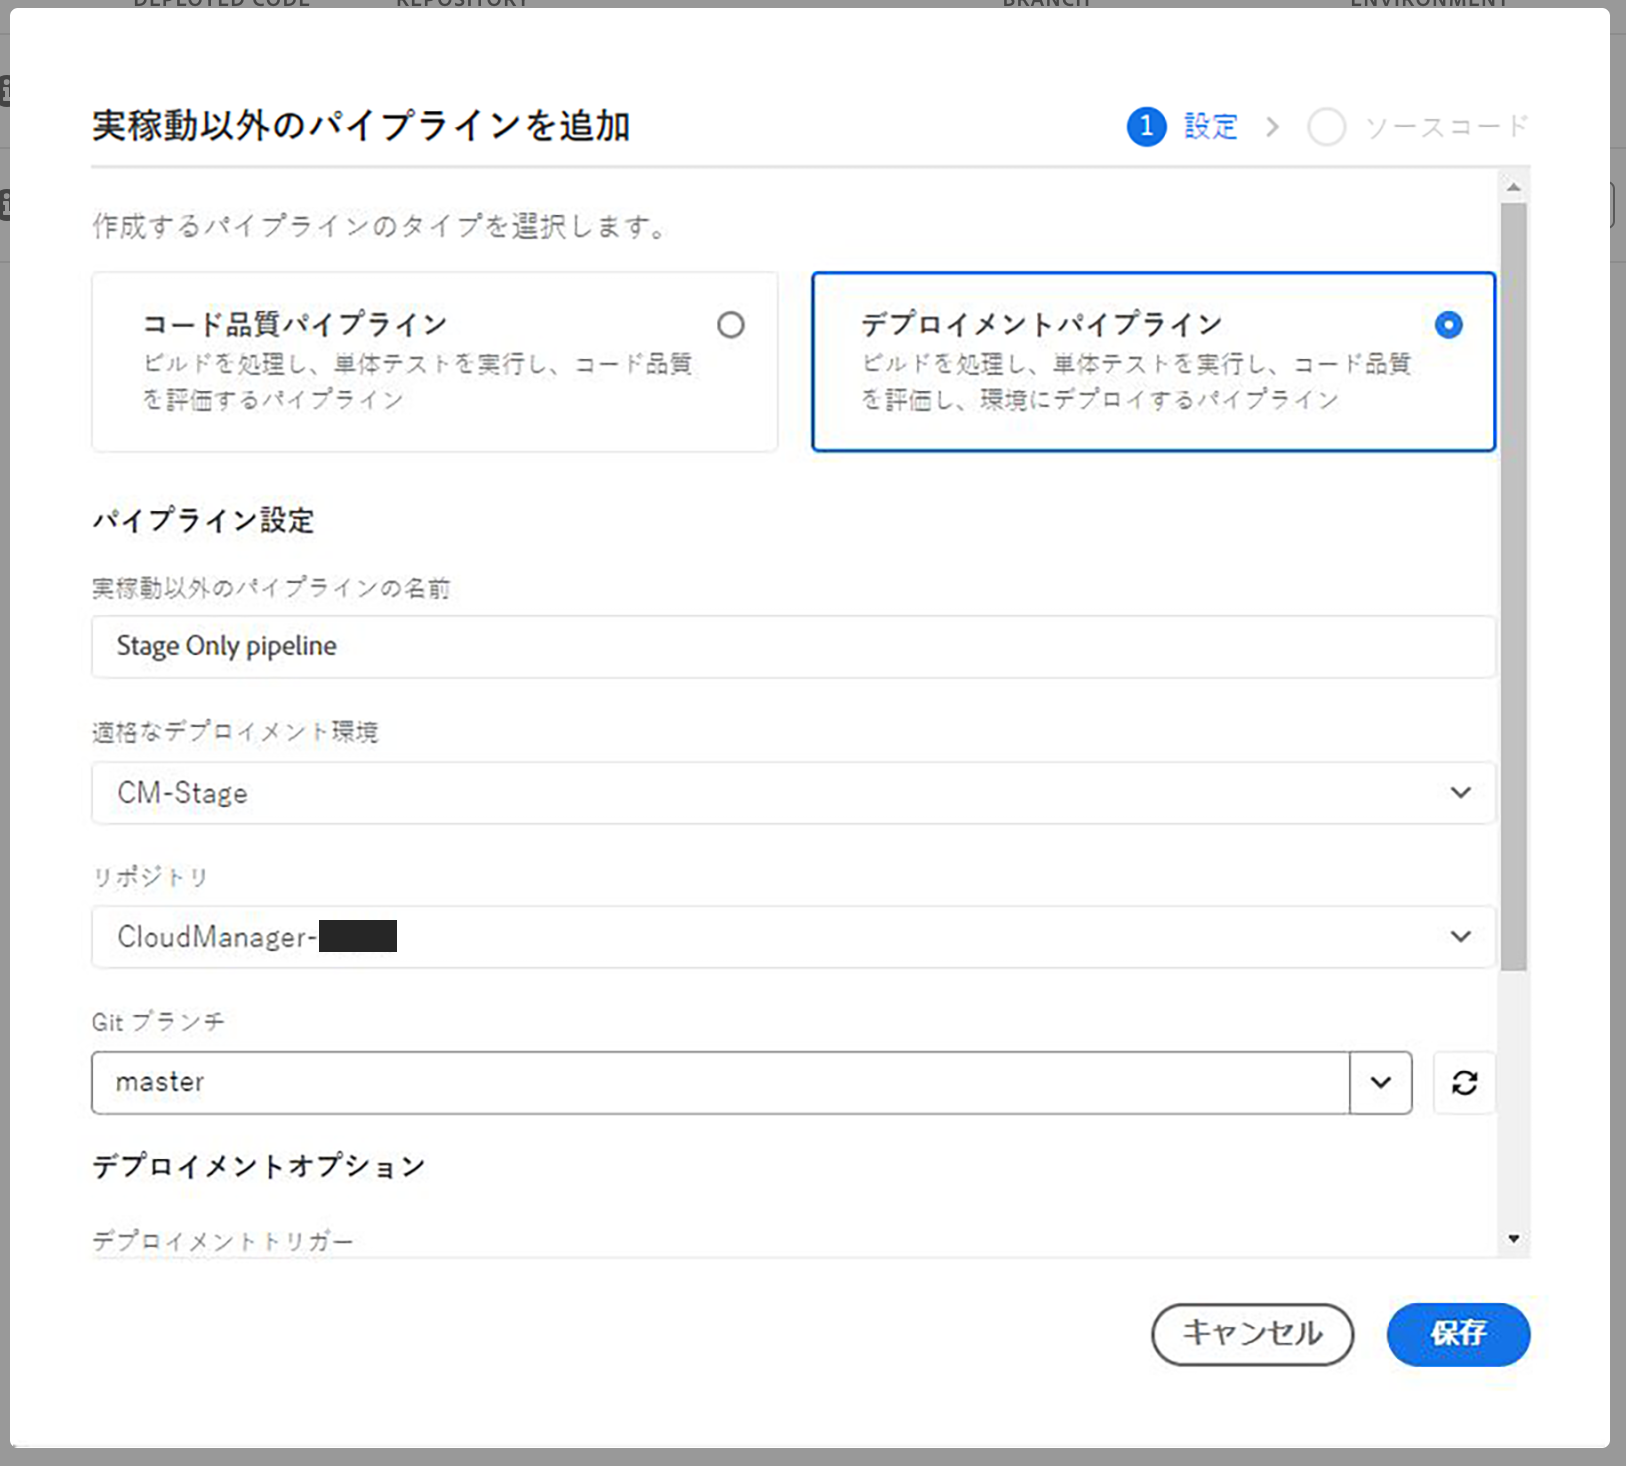 DEPLOYED CODE REPOSITORY BRANCH ENVIRONMENT
実稼動以外のパイプラインを追加
1 設定 ソースコード
作成するパイプラインのタイプを選択します。
コード品質パイプライン
ビルドを処理し、単体テストを実行し、コード品質
を評価するパイプライン
デプロイメントパイプライン
ビルドを処理し、単体テストを実行し、コード品質
を評価し、環境にデプロイするパイプライン
パイプライン設定
実稼動以外のパイプラインの名前
Stage Only pipeline
適格なデプロイメント環境
CM-Stage
リポジトリ
CloudManager-
Git ブランチ
master
デプロイメントオプション
デプロイメントトリガー
キャンセル 保存